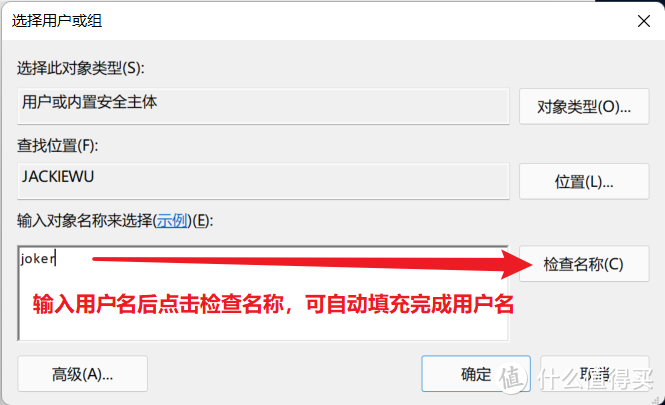 选择用户或组
选择此对象类型(S):
用户或内置安全主体
对象类型(O)...
查找位置(F):
JACKIEWU
位置(L)...
输入对象名称来选择(示例)(E):
joker
检查名称(C)
输入用户名后点击检查名称，可自动填充完成用户名
高级(A)...
确定
取消
值 什么值得买